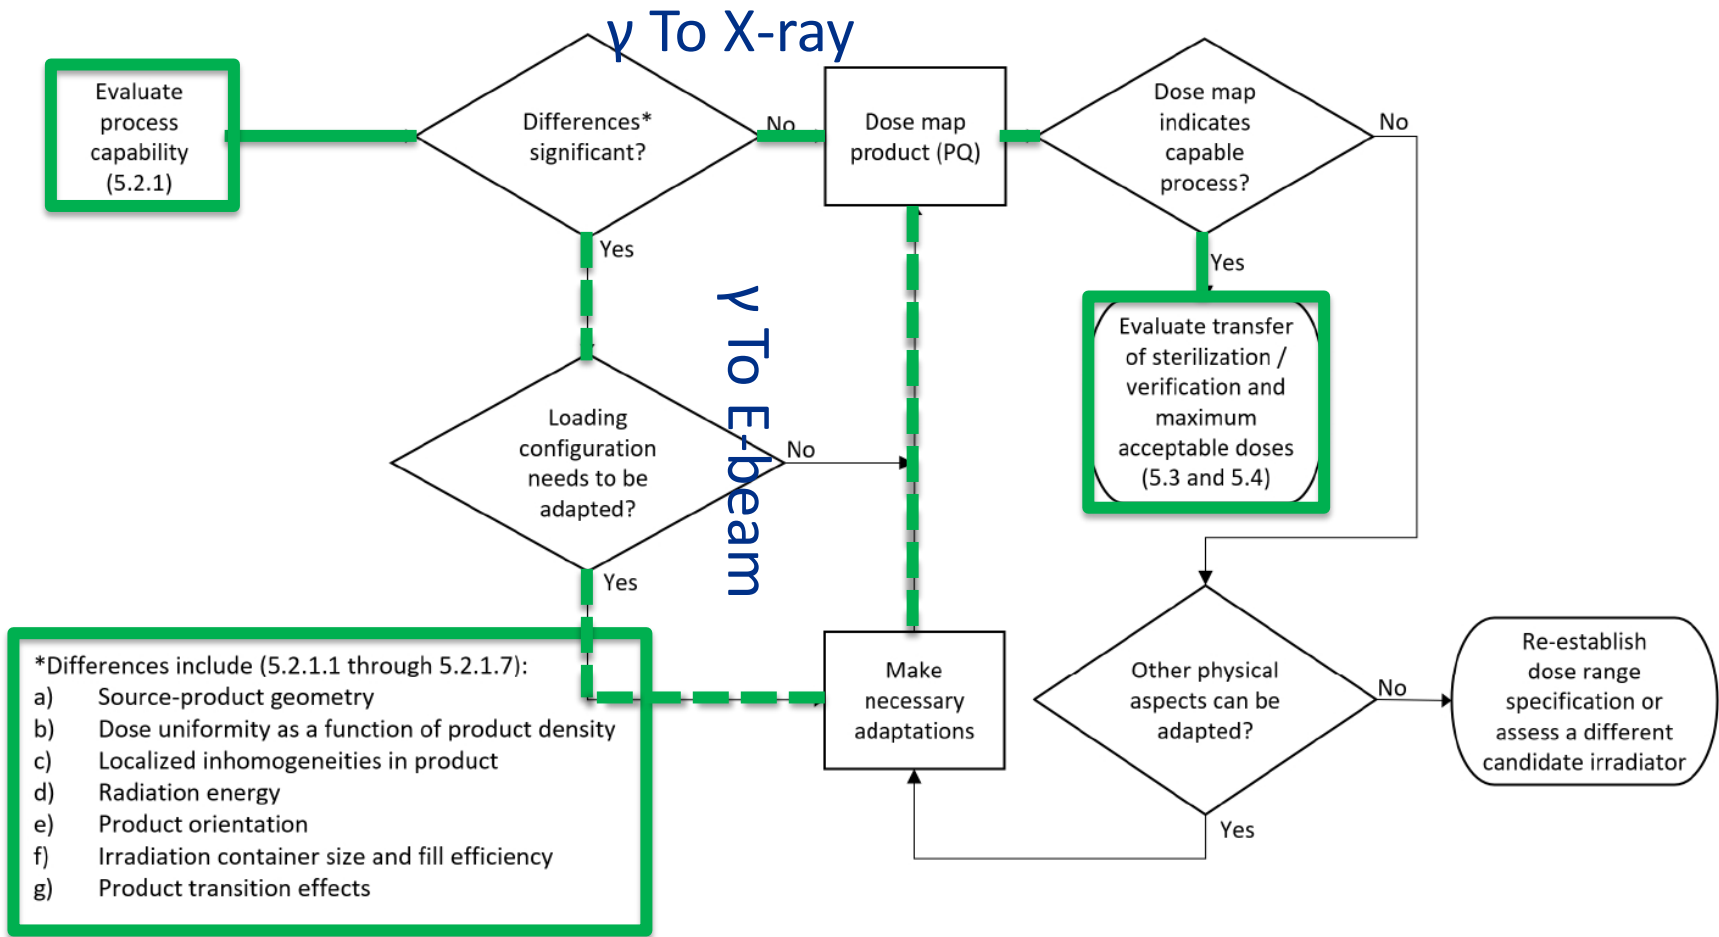 γ To X-ray
Evaluate
process
capability
(5.2.1)
Differences*
significant?
No
Dose map
product (PQ)
Dose map
indicates
capable
process?
No
Yes
Yes
γ To E-beam
Evaluate transfer
of sterilization /
verification and
maximum
acceptable doses
(5.3 and 5.4)
Loading
configuration
needs to be
adapted?
No
Yes
*Differences include (5.2.1.1 through 5.2.1.7):
a) Source-product geometry
b) Dose uniformity as a function of product density
c) Localized inhomogeneities in product
d) Radiation energy
e) Product orientation
f) Irradiation container size and fill efficiency
g) Product transition effects
Make
necessary
adaptations
Other physical
aspects can be
adapted?
No
Yes
Re-establish
dose range
specification or
assess a different
candidate irradiator